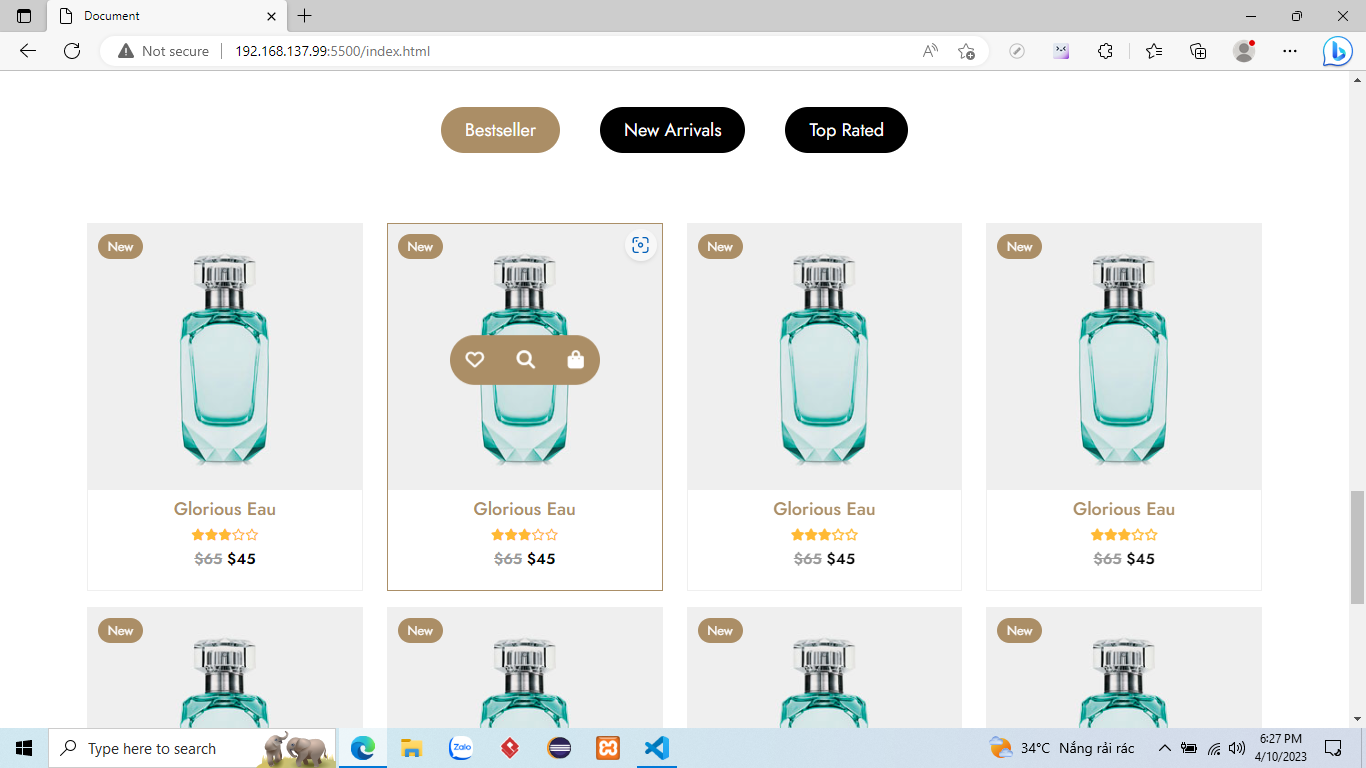 Document
Not secure 192.168.137.99:5500/index.html
Bestseller New Arrivals Top Rated
New New New New
Glorious Eau Glorious Eau Glorious Eau Glorious Eau
$65 $45 $65 $45 $65 $45 $65 $45
New New New New
Type here to search Zalo 34°C Nắng rải rác 6:27 PM
4/10/2023